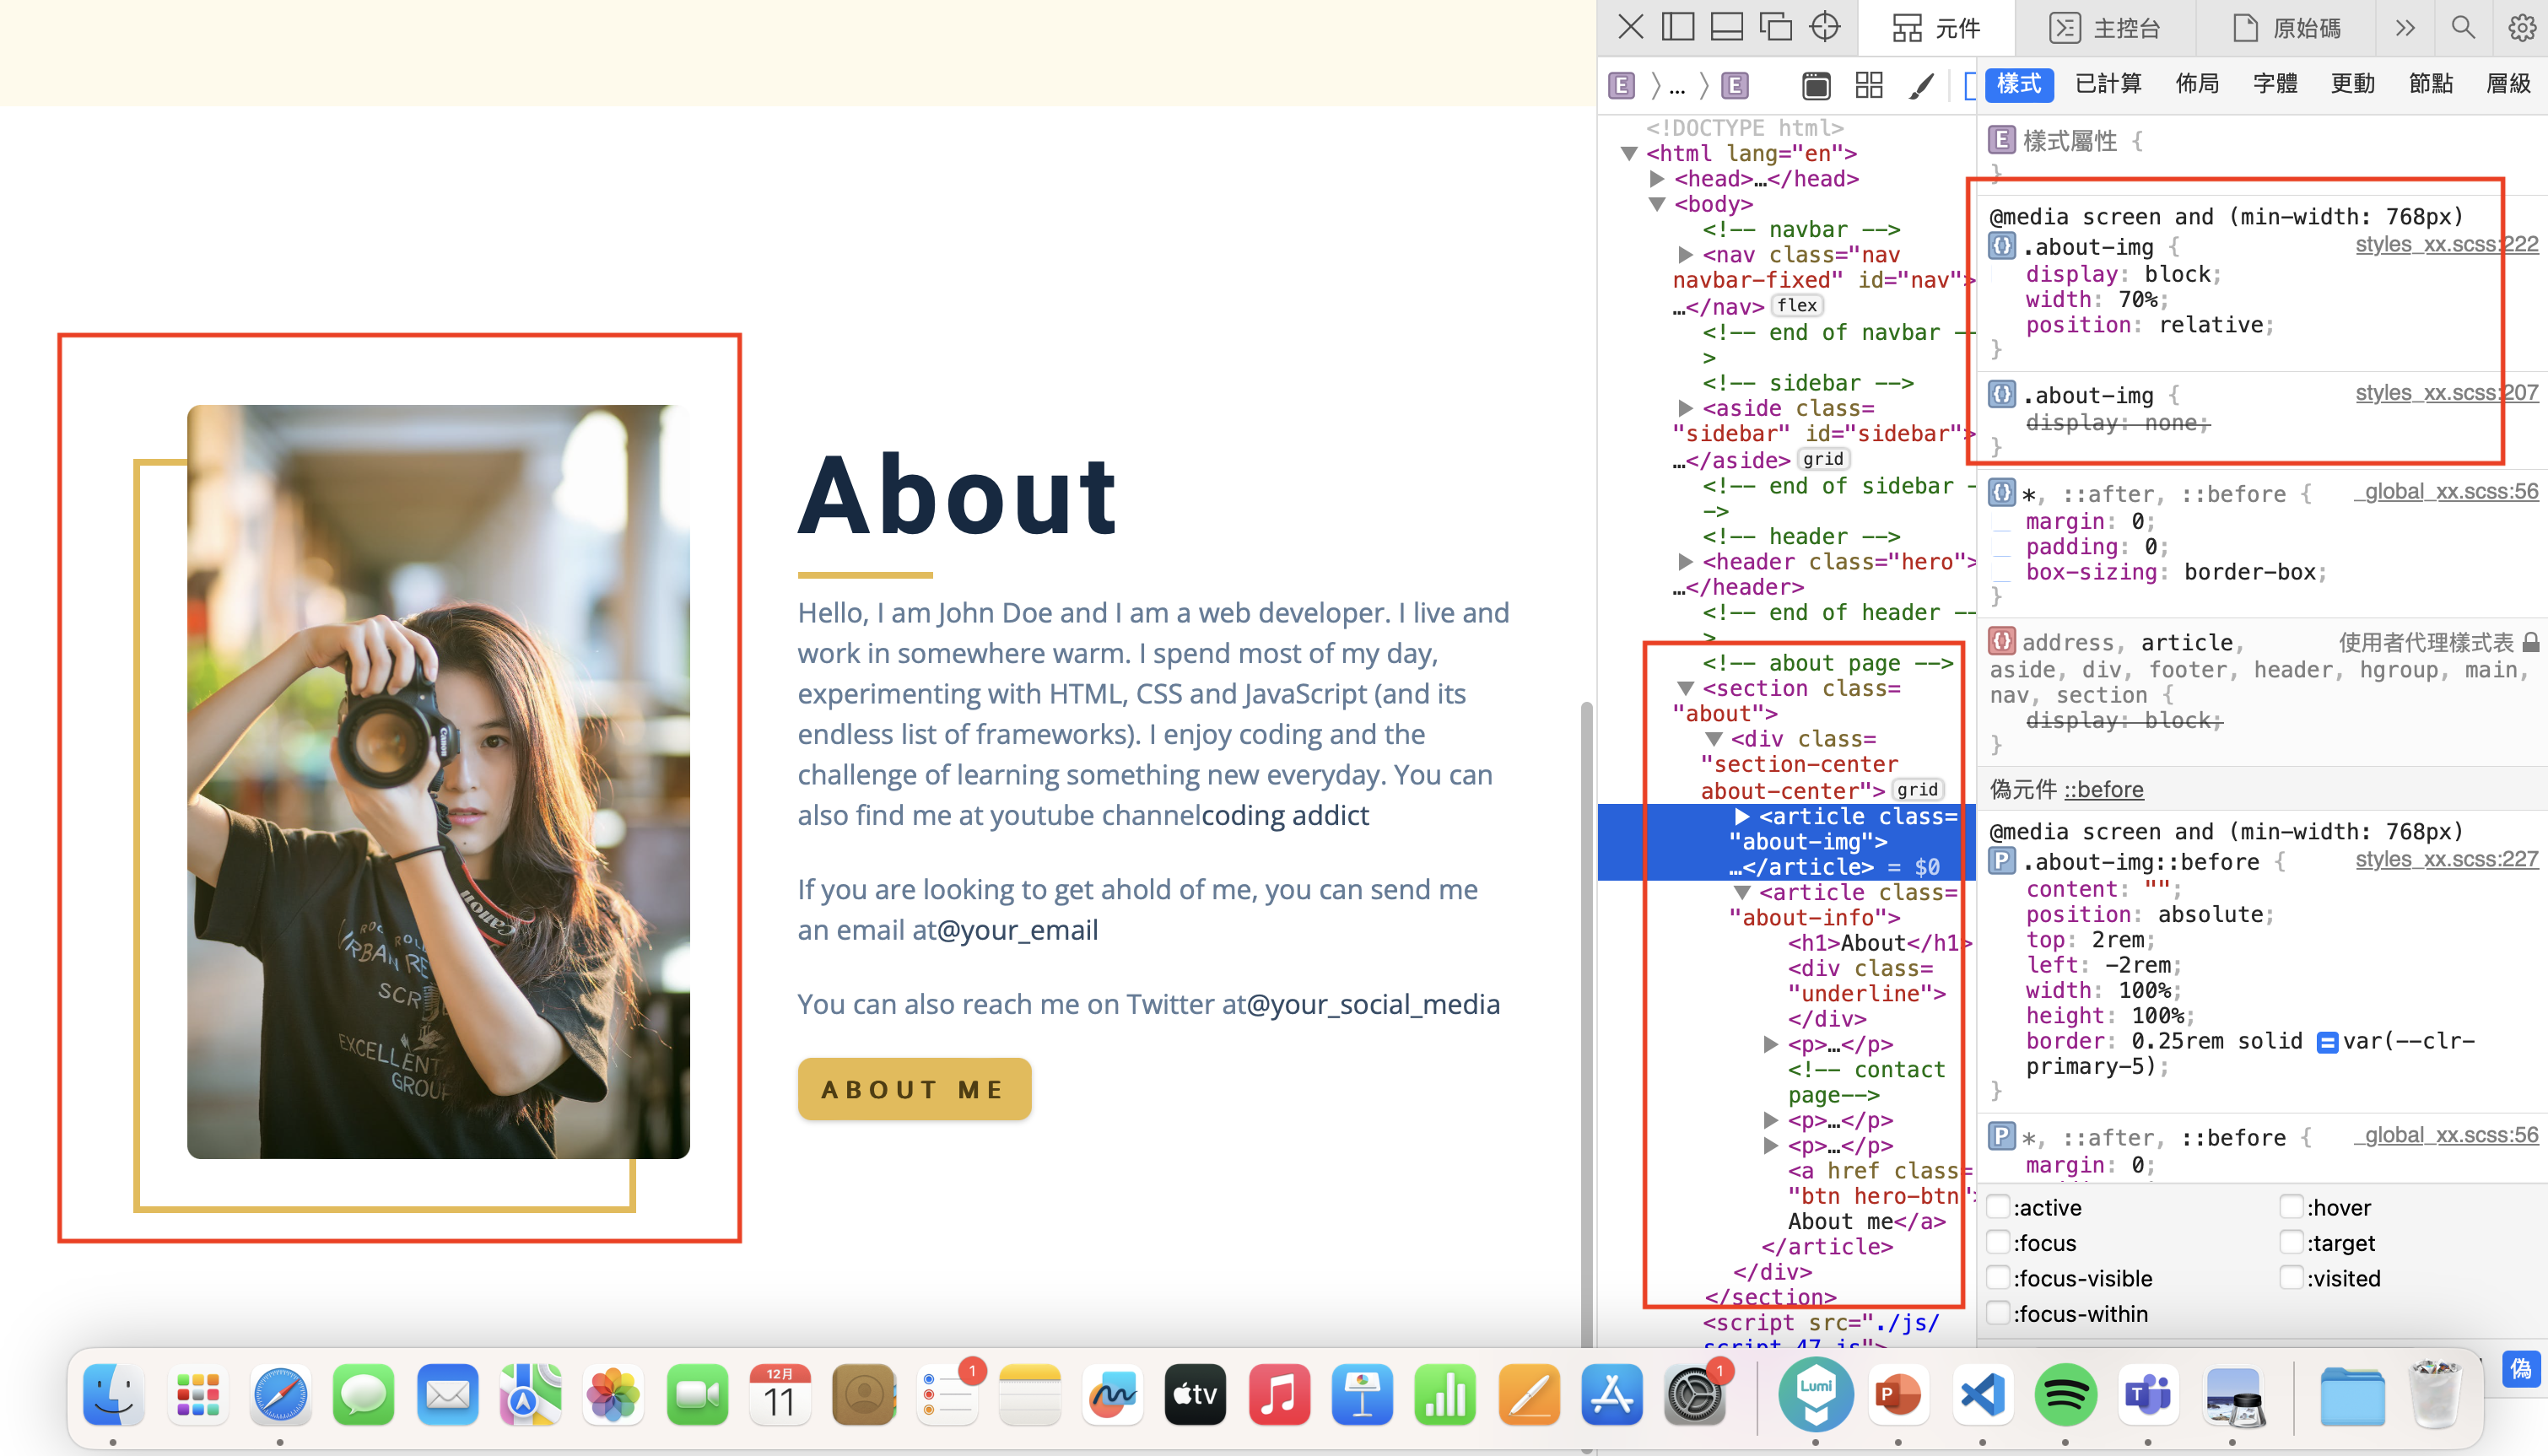 About
Hello, I am John Doe and I am a web developer. I live and
work in somewhere warm. I spend most of my day,
experimenting with HTML, CSS and JavaScript (and its
endless list of frameworks). I enjoy coding and the
challenge of learning something new everyday. You can
also find me at youtube channelcoding addict
If you are looking to get ahold of me, you can send me
an email at@your_email
You can also reach me on Twitter at@your_social_media
ABOUT ME
Canon
SCR
EXCELLENT
GROUP
元件
主控台
原始碼
E 〉 … 〉 E
<!DOCTYPE html>
<html lang="en">
<head>…</head>
<body>
<!-- navbar -->
<nav class="nav
navbar-fixed" id="nav">
…</nav> flex
<!-- end of navbar --
>
<!-- sidebar -->
<aside class=
"sidebar" id="sidebar">
…</aside> grid
<!-- end of sidebar -
->
<!-- header -->
<header class="hero">
…</header>
<!-- end of header --
>
<!-- about page -->
<section class=
"about">
<div class=
"section-center
about-center"> grid
<article class=
"about-img">
…</article> = $0
<article class=
"about-info">
<h1>About</h1>
<div class=
"underline">
</div>
<p>…</p>
<!-- contact
page-->
<p>…</p>
<p>…</p>
<a href class=
"btn hero-btn">
About me</a>
</article>
</div>
</section>
<script src="./js/
樣式 已計算 佈局 字體 更動 節點 層級
E 樣式屬性 {
}
@media screen and (min-width: 768px)
.about-img { styles_xx.scss:222
display: block;
width: 70%;
position: relative;
}
.about-img { styles_xx.scss:207
display: none;
}
*, ::after, ::before { _global_xx.scss:56
margin: 0;
padding: 0;
box-sizing: border-box;
}
address, article, 使用者代理樣式表
aside, div, footer, header, hgroup, main,
nav, section {
display: block;
}
偽元件 ::before
@media screen and (min-width: 768px)
P .about-img::before { styles_xx.scss:227
content: "";
position: absolute;
top: 2rem;
left: -2rem;
width: 100%;
height: 100%;
border: 0.25rem solid var(--clr-
primary-5);
}
P *, ::after, ::before { _global_xx.scss:56
margin: 0;
:active :hover
:focus :target
:focus-visible :visited
:focus-within
偽
12月
11
1
tv
1
Lumi
P
T